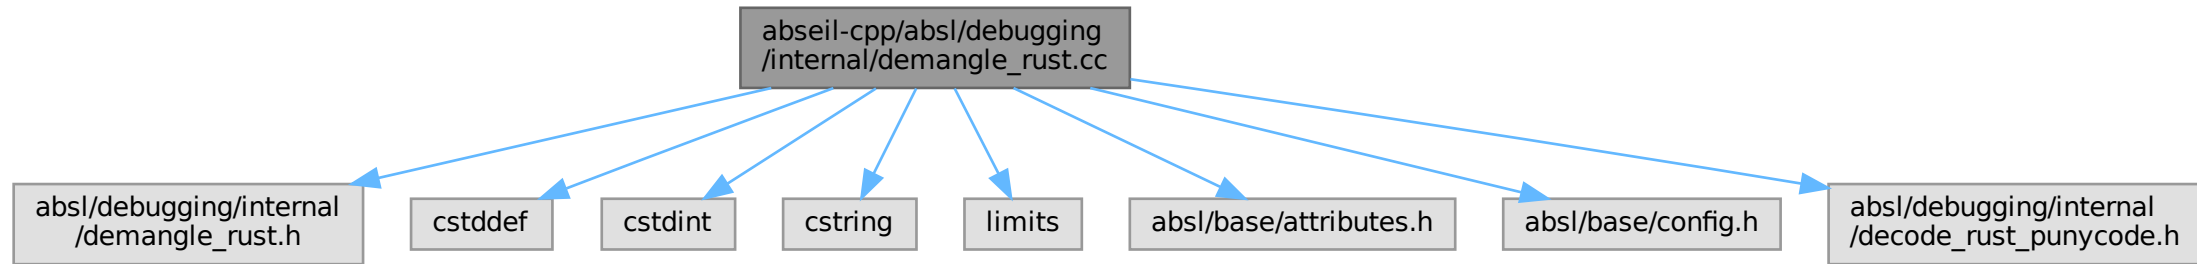 abseil-cpp/absl/debugging
/internal/demangle_rust.cc
absl/debugging/internal
/demangle_rust.h
cstddef
cstdint
cstring
limits
absl/base/attributes.h
absl/base/config.h
absl/debugging/internal
/decode_rust_punycode.h